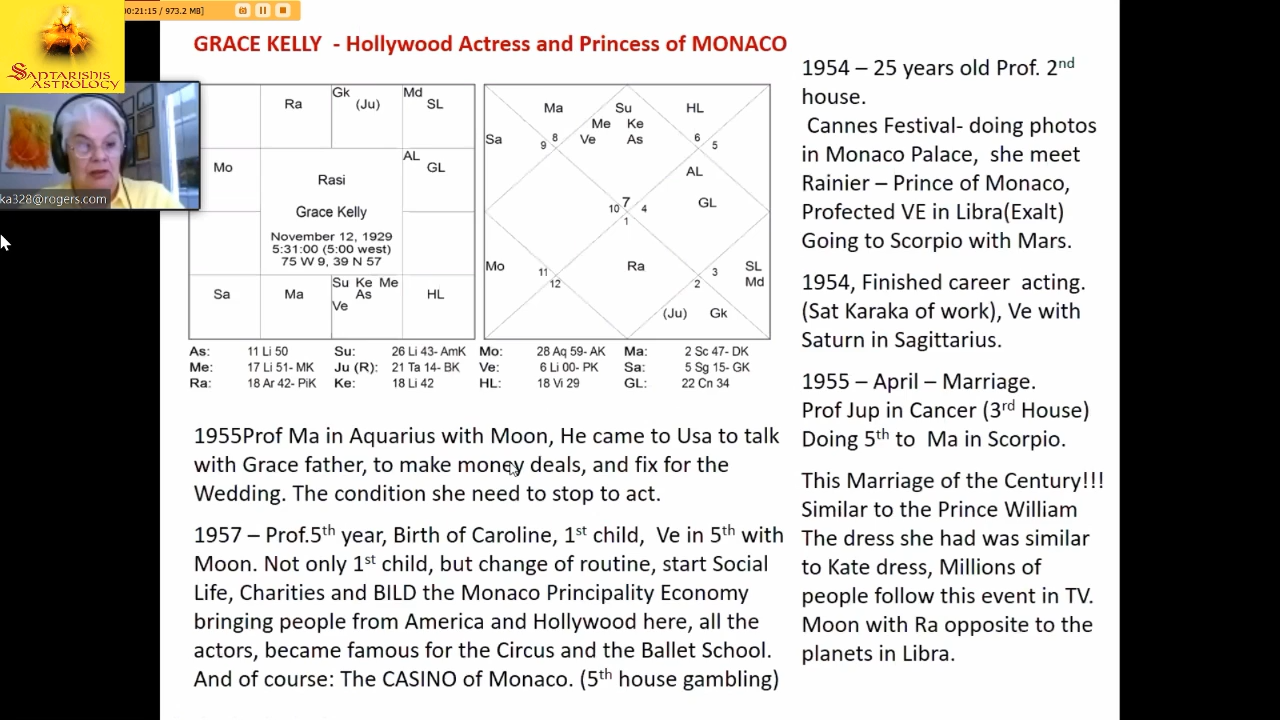 00:21:15 / 973.2 MB]
SAPTARISHIS
ASTROLOGY
ka328@rogers.com
GRACE KELLY - Hollywood Actress and Princess of MONACO
Ra
Gk
(Ju)
Md
SL
Mo
AL
GL
Rasi
Grace Kelly
November 12, 1929
5:31:00 (5:00 west)
75 W 9, 39 N 57
Sa
Ma
Su Ke Me
As
Ve
HL
Ma
Su
HL
Me
Ke
Sa
8
Ve
As
6
9
5
AL
GL
10
7
4
1
Mo
11
Ra
3
SL
12
2
Md
(Ju)
Gk
As: 11 Li 50 Su: 26 Li 43- AmK Mo: 28 Aq 59- AK Ma: 2 Sc 47- DK
Me: 17 Li 51- MK Ju (R): 21 Ta 14- BK Ve: 6 Li 00- PK Sa: 5 Sg 15- GK
Ra: 18 Ar 42- PiK Ke: 18 Li 42 HL: 18 Vi 29 GL: 22 Cn 34
1955Prof Ma in Aquarius with Moon, He came to Usa to talk
with Grace father, to make money deals, and fix for the
Wedding. The condition she need to stop to act.
1957 – Prof.5th year, Birth of Caroline, 1st child, Ve in 5th with
Moon. Not only 1st child, but change of routine, start Social
Life, Charities and BILD the Monaco Principality Economy
bringing people from America and Hollywood here, all the
actors, became famous for the Circus and the Ballet School.
And of course: The CASINO of Monaco. (5th house gambling)
1954 – 25 years old Prof. 2nd
house.
Cannes Festival- doing photos
in Monaco Palace, she meet
Rainier – Prince of Monaco,
Profected VE in Libra(Exalt)
Going to Scorpio with Mars.
1954, Finished career acting.
(Sat Karaka of work), Ve with
Saturn in Sagittarius.
1955 – April – Marriage.
Prof Jup in Cancer (3rd House)
Doing 5th to Ma in Scorpio.
This Marriage of the Century!!!
Similar to the Prince William
The dress she had was similar
to Kate dress, Millions of
people follow this event in TV.
Moon with Ra opposite to the
planets in Libra.